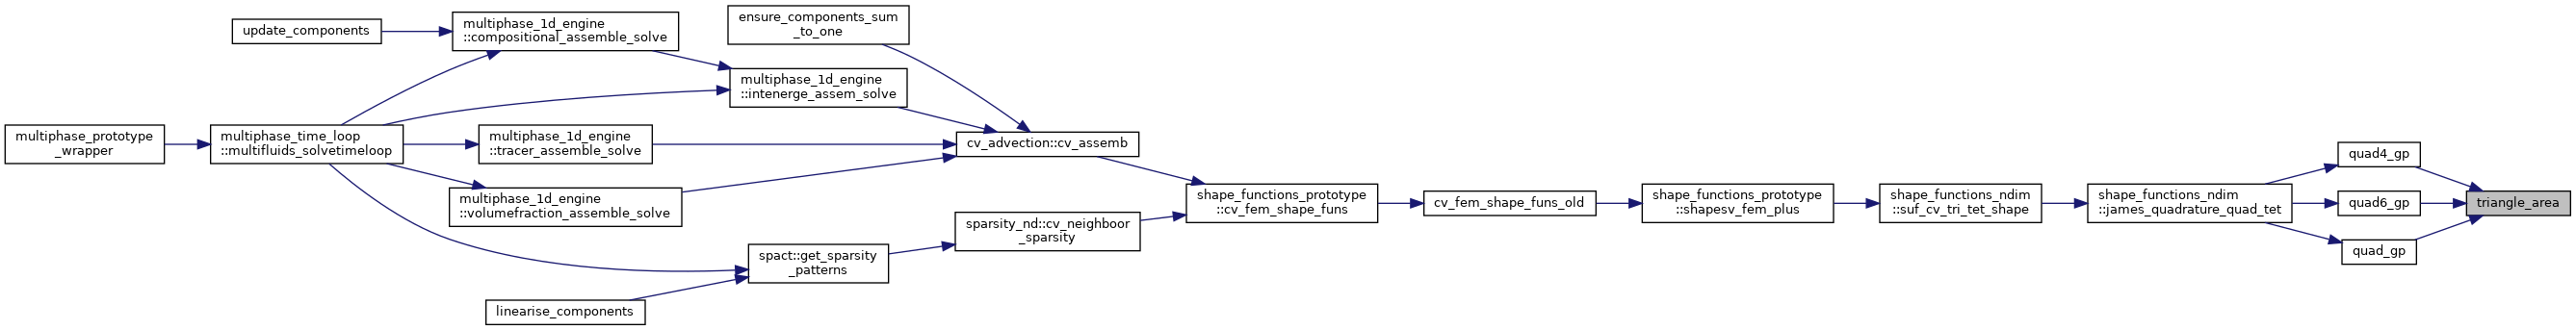 ensure_components_sum
_to_one
multiphase_1d_engine
::compositional_assemble_solve
update_components
multiphase_1d_engine
::intenerge_assem_solve
multiphase_prototype
_wrapper
multiphase_time_loop
::multifluids_solvetimeloop
multiphase_1d_engine
::tracer_assemble_solve
cv_advection::cv_assemb
quad4_gp
multiphase_1d_engine
::volumefraction_assemble_solve
shape_functions_prototype
::cv_fem_shape_funs
cv_fem_shape_funs_old
shape_functions_prototype
::shapesv_fem_plus
shape_functions_ndim
::suf_cv_tri_tet_shape
shape_functions_ndim
::james_quadrature_quad_tet
quad6_gp
triangle_area
sparsity_nd::cv_neighboor
_sparsity
quad_gp
spact::get_sparsity
_patterns
linearise_components